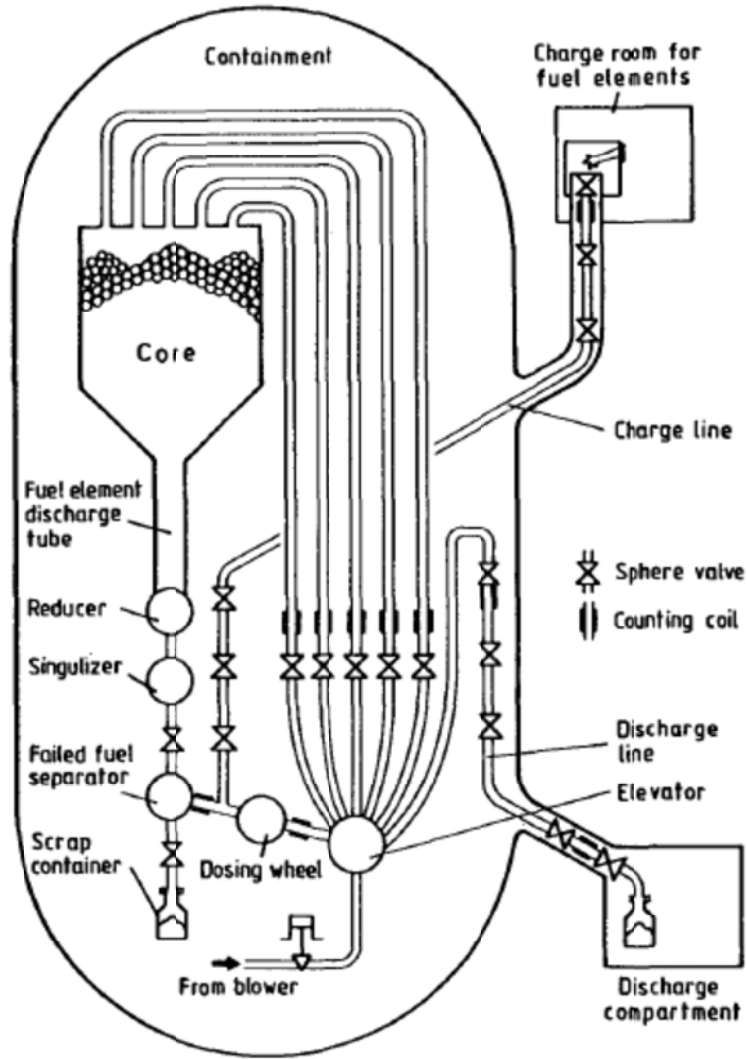 Containment
Charge room for
fuel elements
Core
Charge line
Fuel element
discharge
tube
Sphere valve
Reducer
Counting coil
Singulizer
Discharge
line
Failed fuel
separator
Elevator
Scrap
container
Dosing wheel
From blower
Discharge
compartment